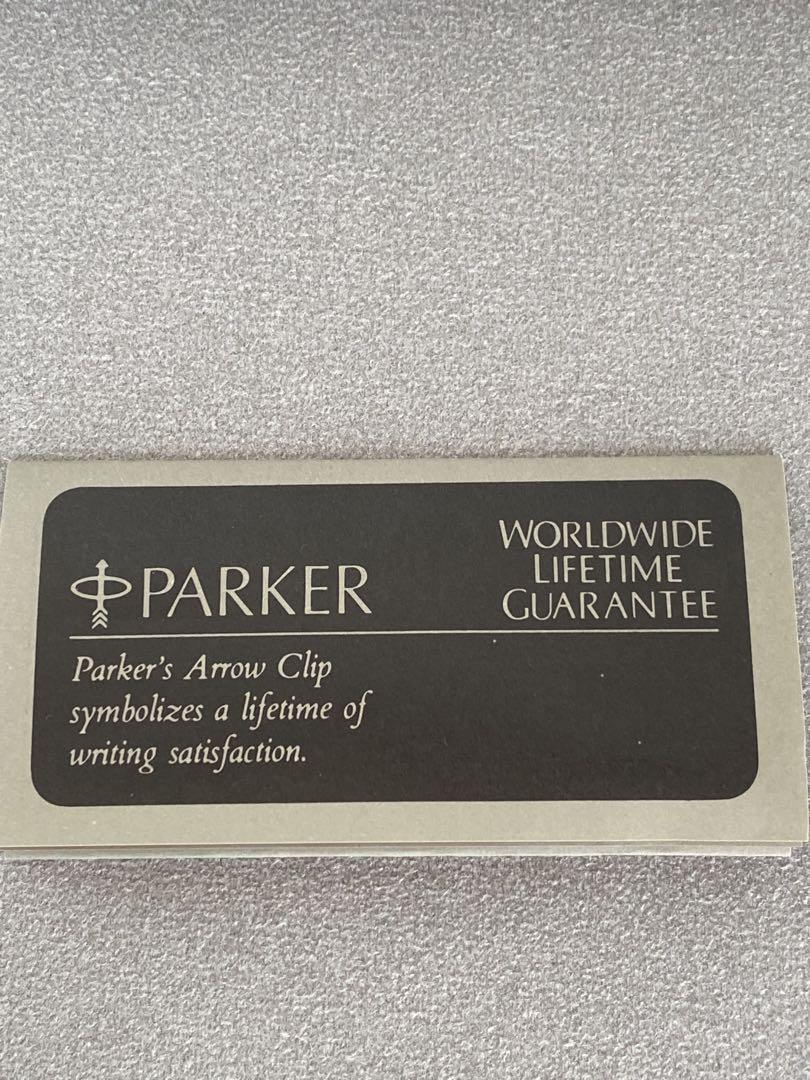 PARKER
WORLDWIDE
LIFETIME
GUARANTEE
Parker's Arrow Clip
symbolizes a lifetime of
writing satisfaction.